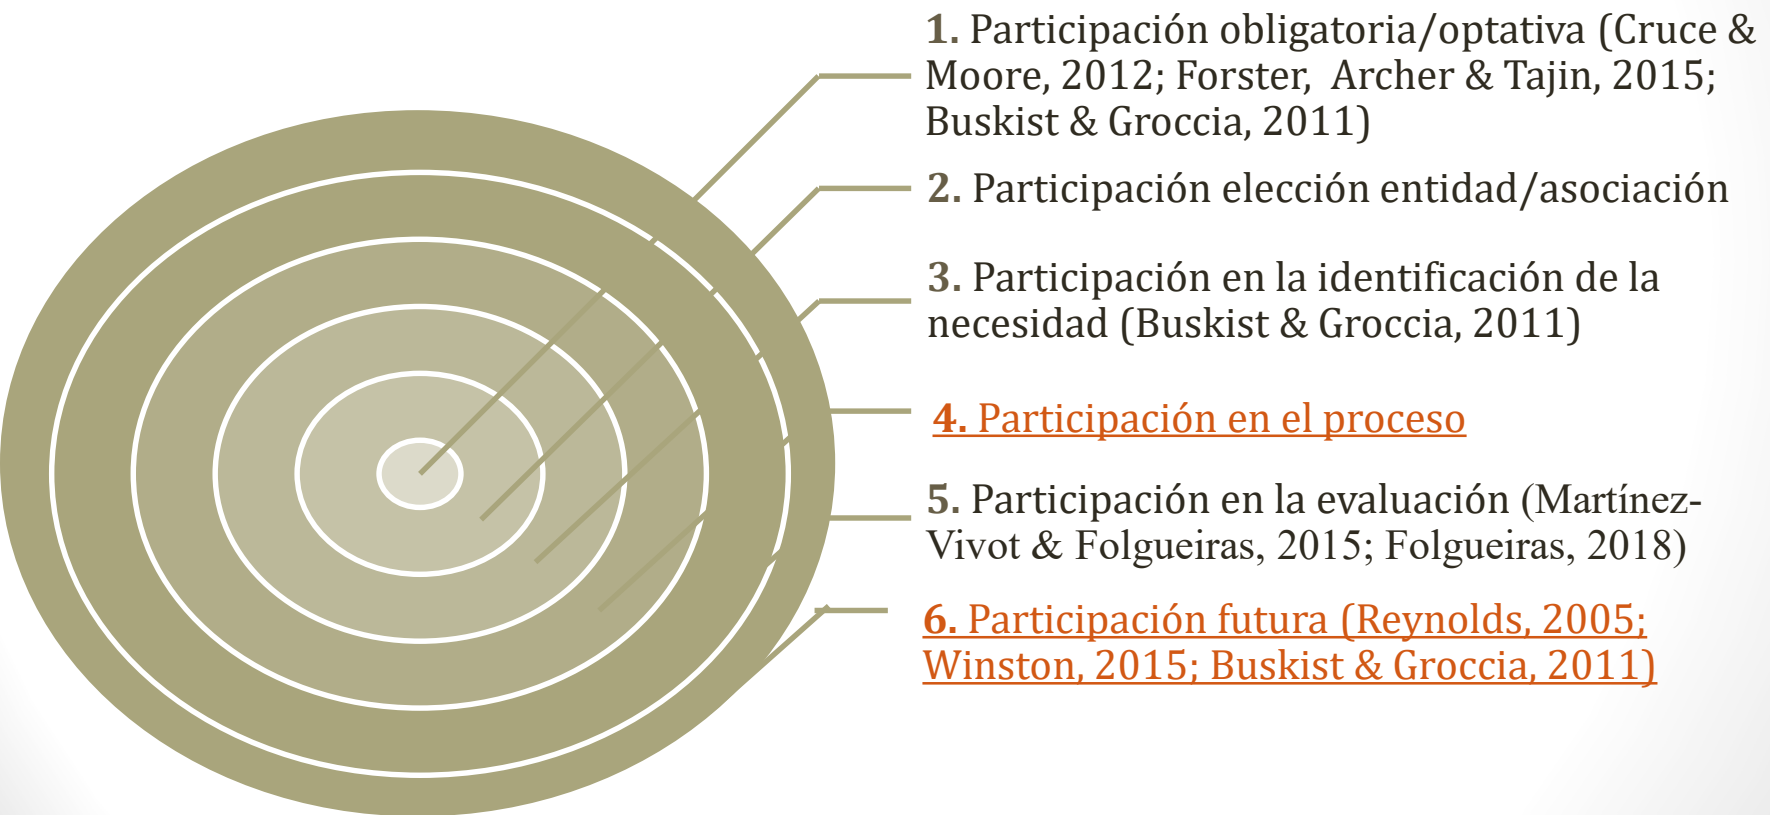 1. Participación obligatoria/optativa (Cruce &
Moore, 2012; Forster, Archer & Tajin, 2015;
Buskist & Groccia, 2011)
2. Participación elección entidad/asociación
3. Participación en la identificación de la
necesidad (Buskist & Groccia, 2011)
4. Participación en el proceso
5. Participación en la evaluación (Martínez-
Vivot & Folgueiras, 2015; Folgueiras, 2018)
6. Participación futura (Reynolds, 2005;
Winston, 2015; Buskist & Groccia, 2011)